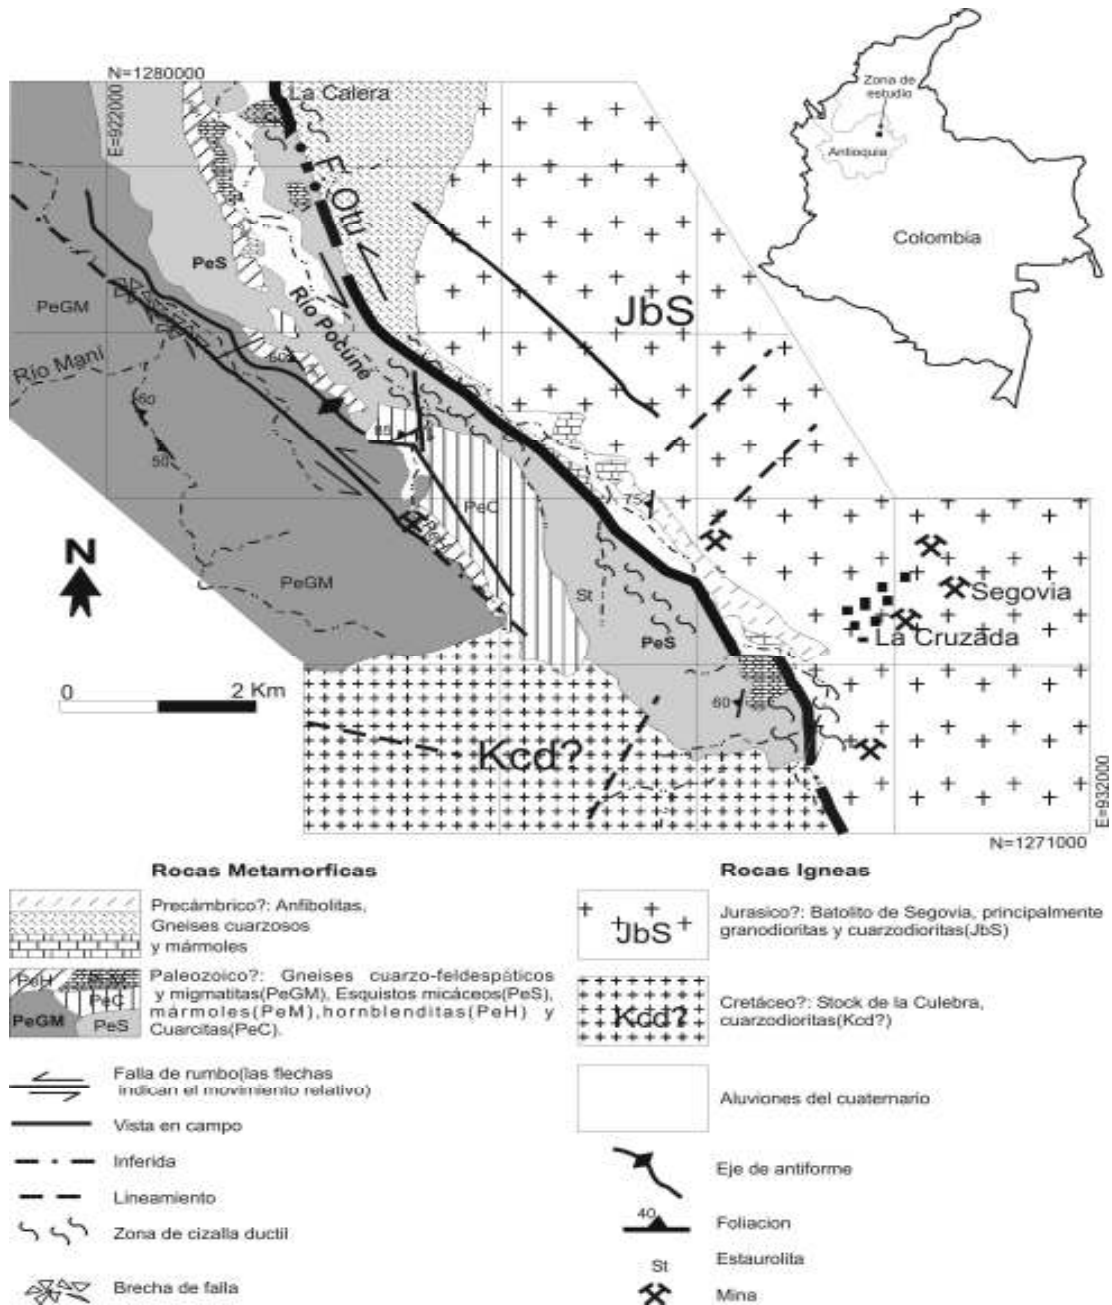 N=1280000
E=922000
La Calera
F. Otu
Zona de
estudio
Antioquia
Colombia
PeS
JbS
PeGM
Río Pocuné
Río Maní
60
60
50
85
75
PeC
N
PeGM
St
PeS
Segovia
La Cruzada
0 2 Km
60
Kcd?
E=932000
N=1271000
Rocas Metamorficas
Precámbrico?: Anfibolitas,
Gneises cuarzosos
y mármoles
PeH
PeC
PeGM PeS
Paleozoico?: Gneises cuarzo-feldespáticos
y migmatitas(PeGM), Esquistos micáceos(PeS),
mármoles(PeM),hornblenditas(PeH) y
Cuarcitas(PeC).
Falla de rumbo(las flechas
indican el movimiento relativo)
Vista en campo
Inferida
Lineamiento
Zona de cizalla ductil
Brecha de falla
Rocas Igneas
JbS
Jurasico?: Batolito de Segovia, principalmente
granodioritas y cuarzodioritas(JbS)
Kcd?
Cretáceo?: Stock de la Culebra,
cuarzodioritas(Kcd?)
Aluviones del cuaternario
Eje de antiforme
40
Foliacion
St
Estaurolita
Mina